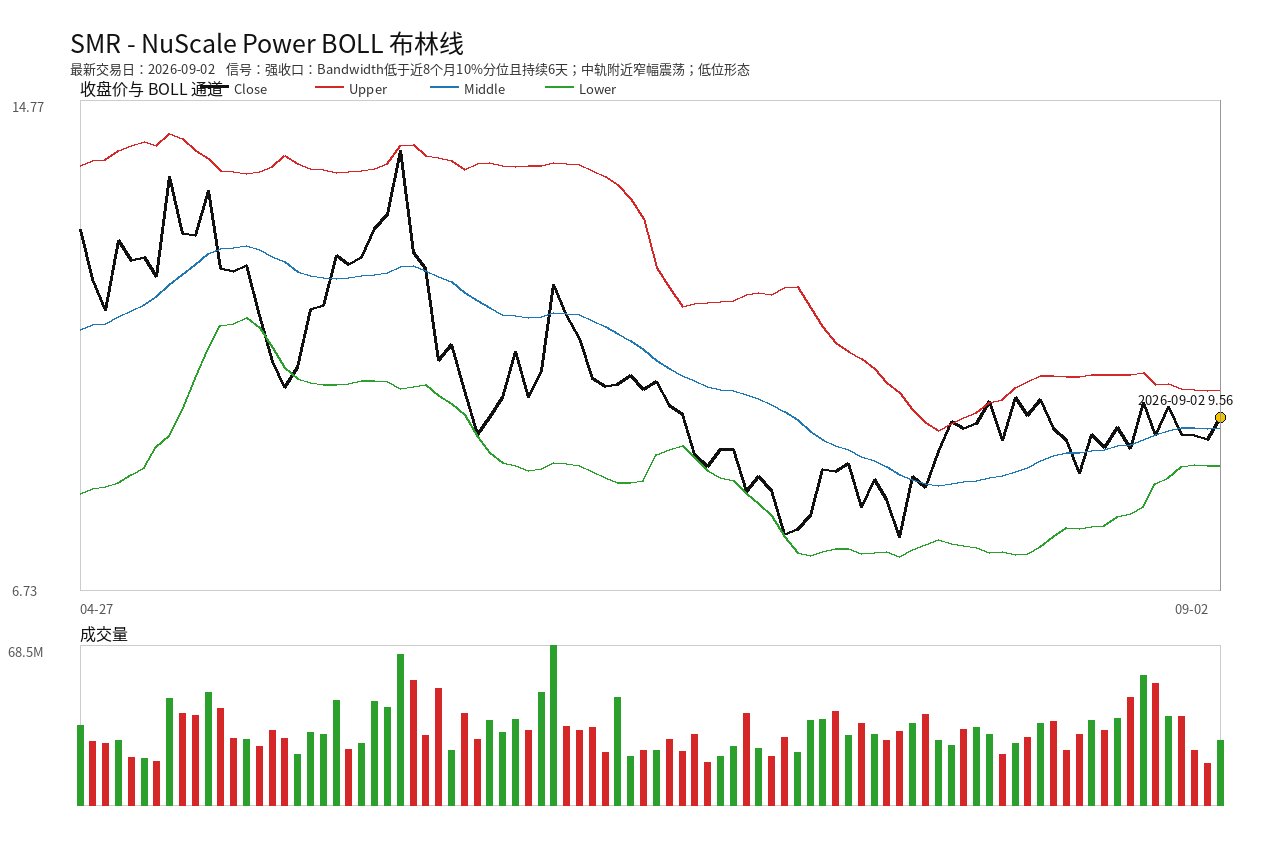 SMR - NuScale Power BOLL 布林线
最新交易日：2026-09-02 信号：强收口：Bandwidth低于近8个月10%分位且持续6天；中轨附近窄幅震荡；低位形态
收盘价与 BOLL 通道 Close Upper Middle Lower
14.77
2026-09-02 9.56
6.73
04-27 09-02
成交量
68.5M